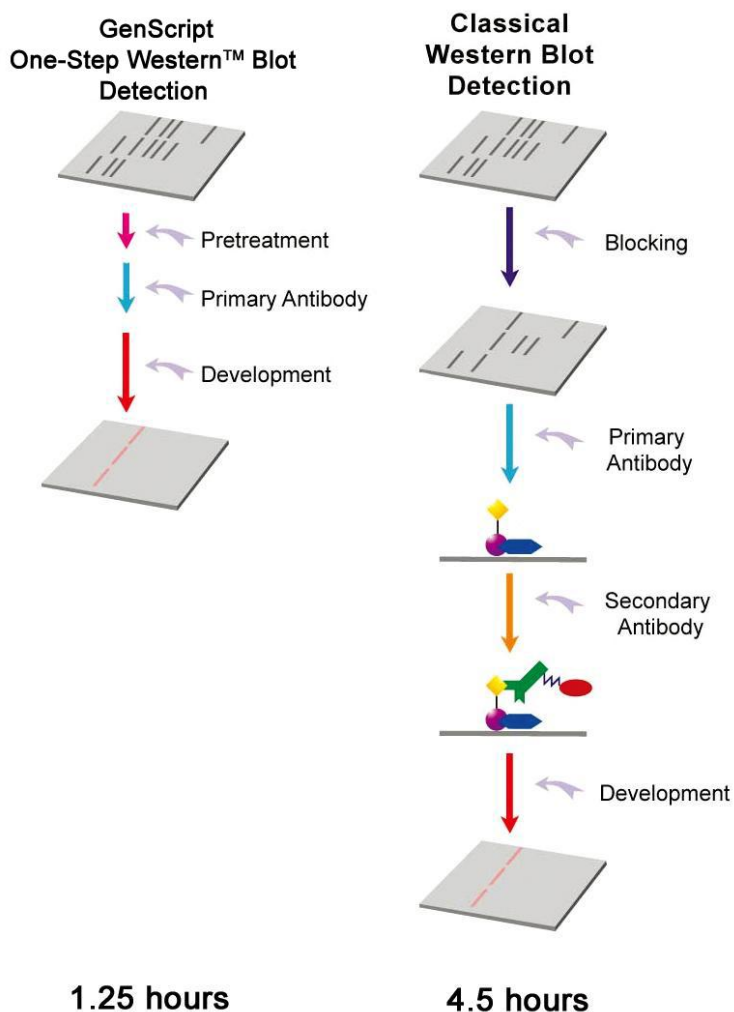 GenScript
One-Step Western™ Blot
Detection
Pretreatment
Primary Antibody
Development
1.25 hours
Classical
Western Blot
Detection
Blocking
Primary
Antibody
Secondary
Antibody
Development
4.5 hours